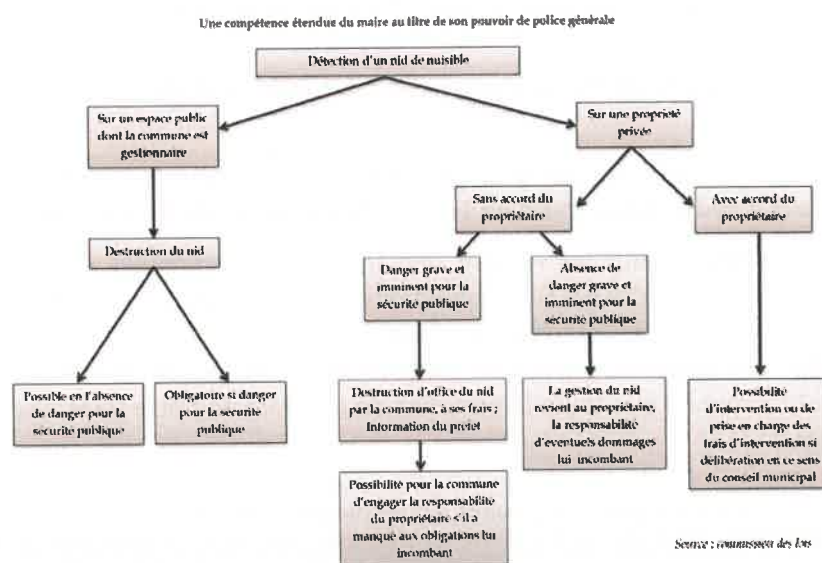 Une compétence étendue du maire au titre de son pouvoir de police générale
Détection d'un nid de nuisible
Sur un espace public
dont la commune est
gestionnaire
Sur une propriété
privée
Sans accord du
propriétaire
Avec accord du
propriétaire
Destruction du nid
Danger grave et
imminent pour la
sécurité publique
Absence de
danger grave et
imminent pour la
sécurité publique
Possible en l'absence
de danger pour la
sécurité publique
Obligatoire si danger
pour la sécurité
publique
Destruction d'office du nid
par la commune, à ses frais ;
Information du préfet
La gestion du nid
revient au propriétaire,
la responsabilité
d'eventuels dommages
lui incombant
Possibilité
d'intervention ou de
prise en charge des
frais d'intervention si
délibération en ce sens
du conseil municipal
Possibilité pour la commune
d'engager la responsabilité
du propriétaire s'il a
manqué aux obligations lui
incombant
Source : commission des lois